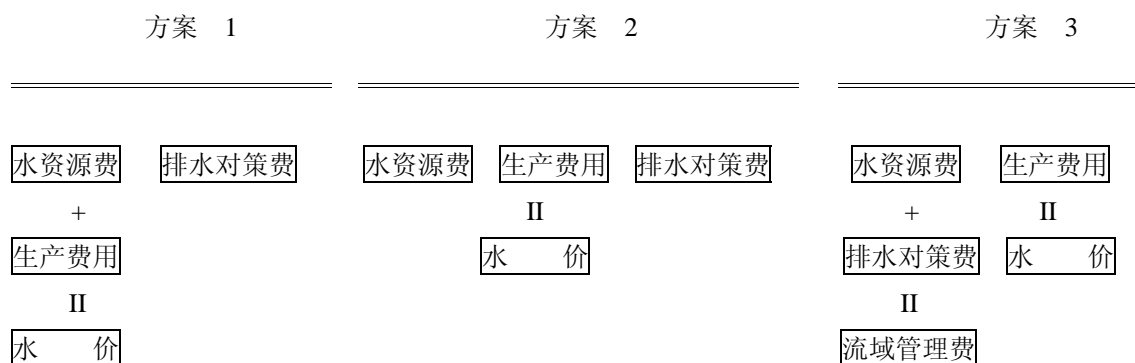 方案 1 方案 2 方案 3
水资源费 排水对策费 水资源费 生产费用 排水对策费 水资源费 生产费用
+ II + II
生产费用 水 价 排水对策费 水 价
II II
水 价 流域管理费